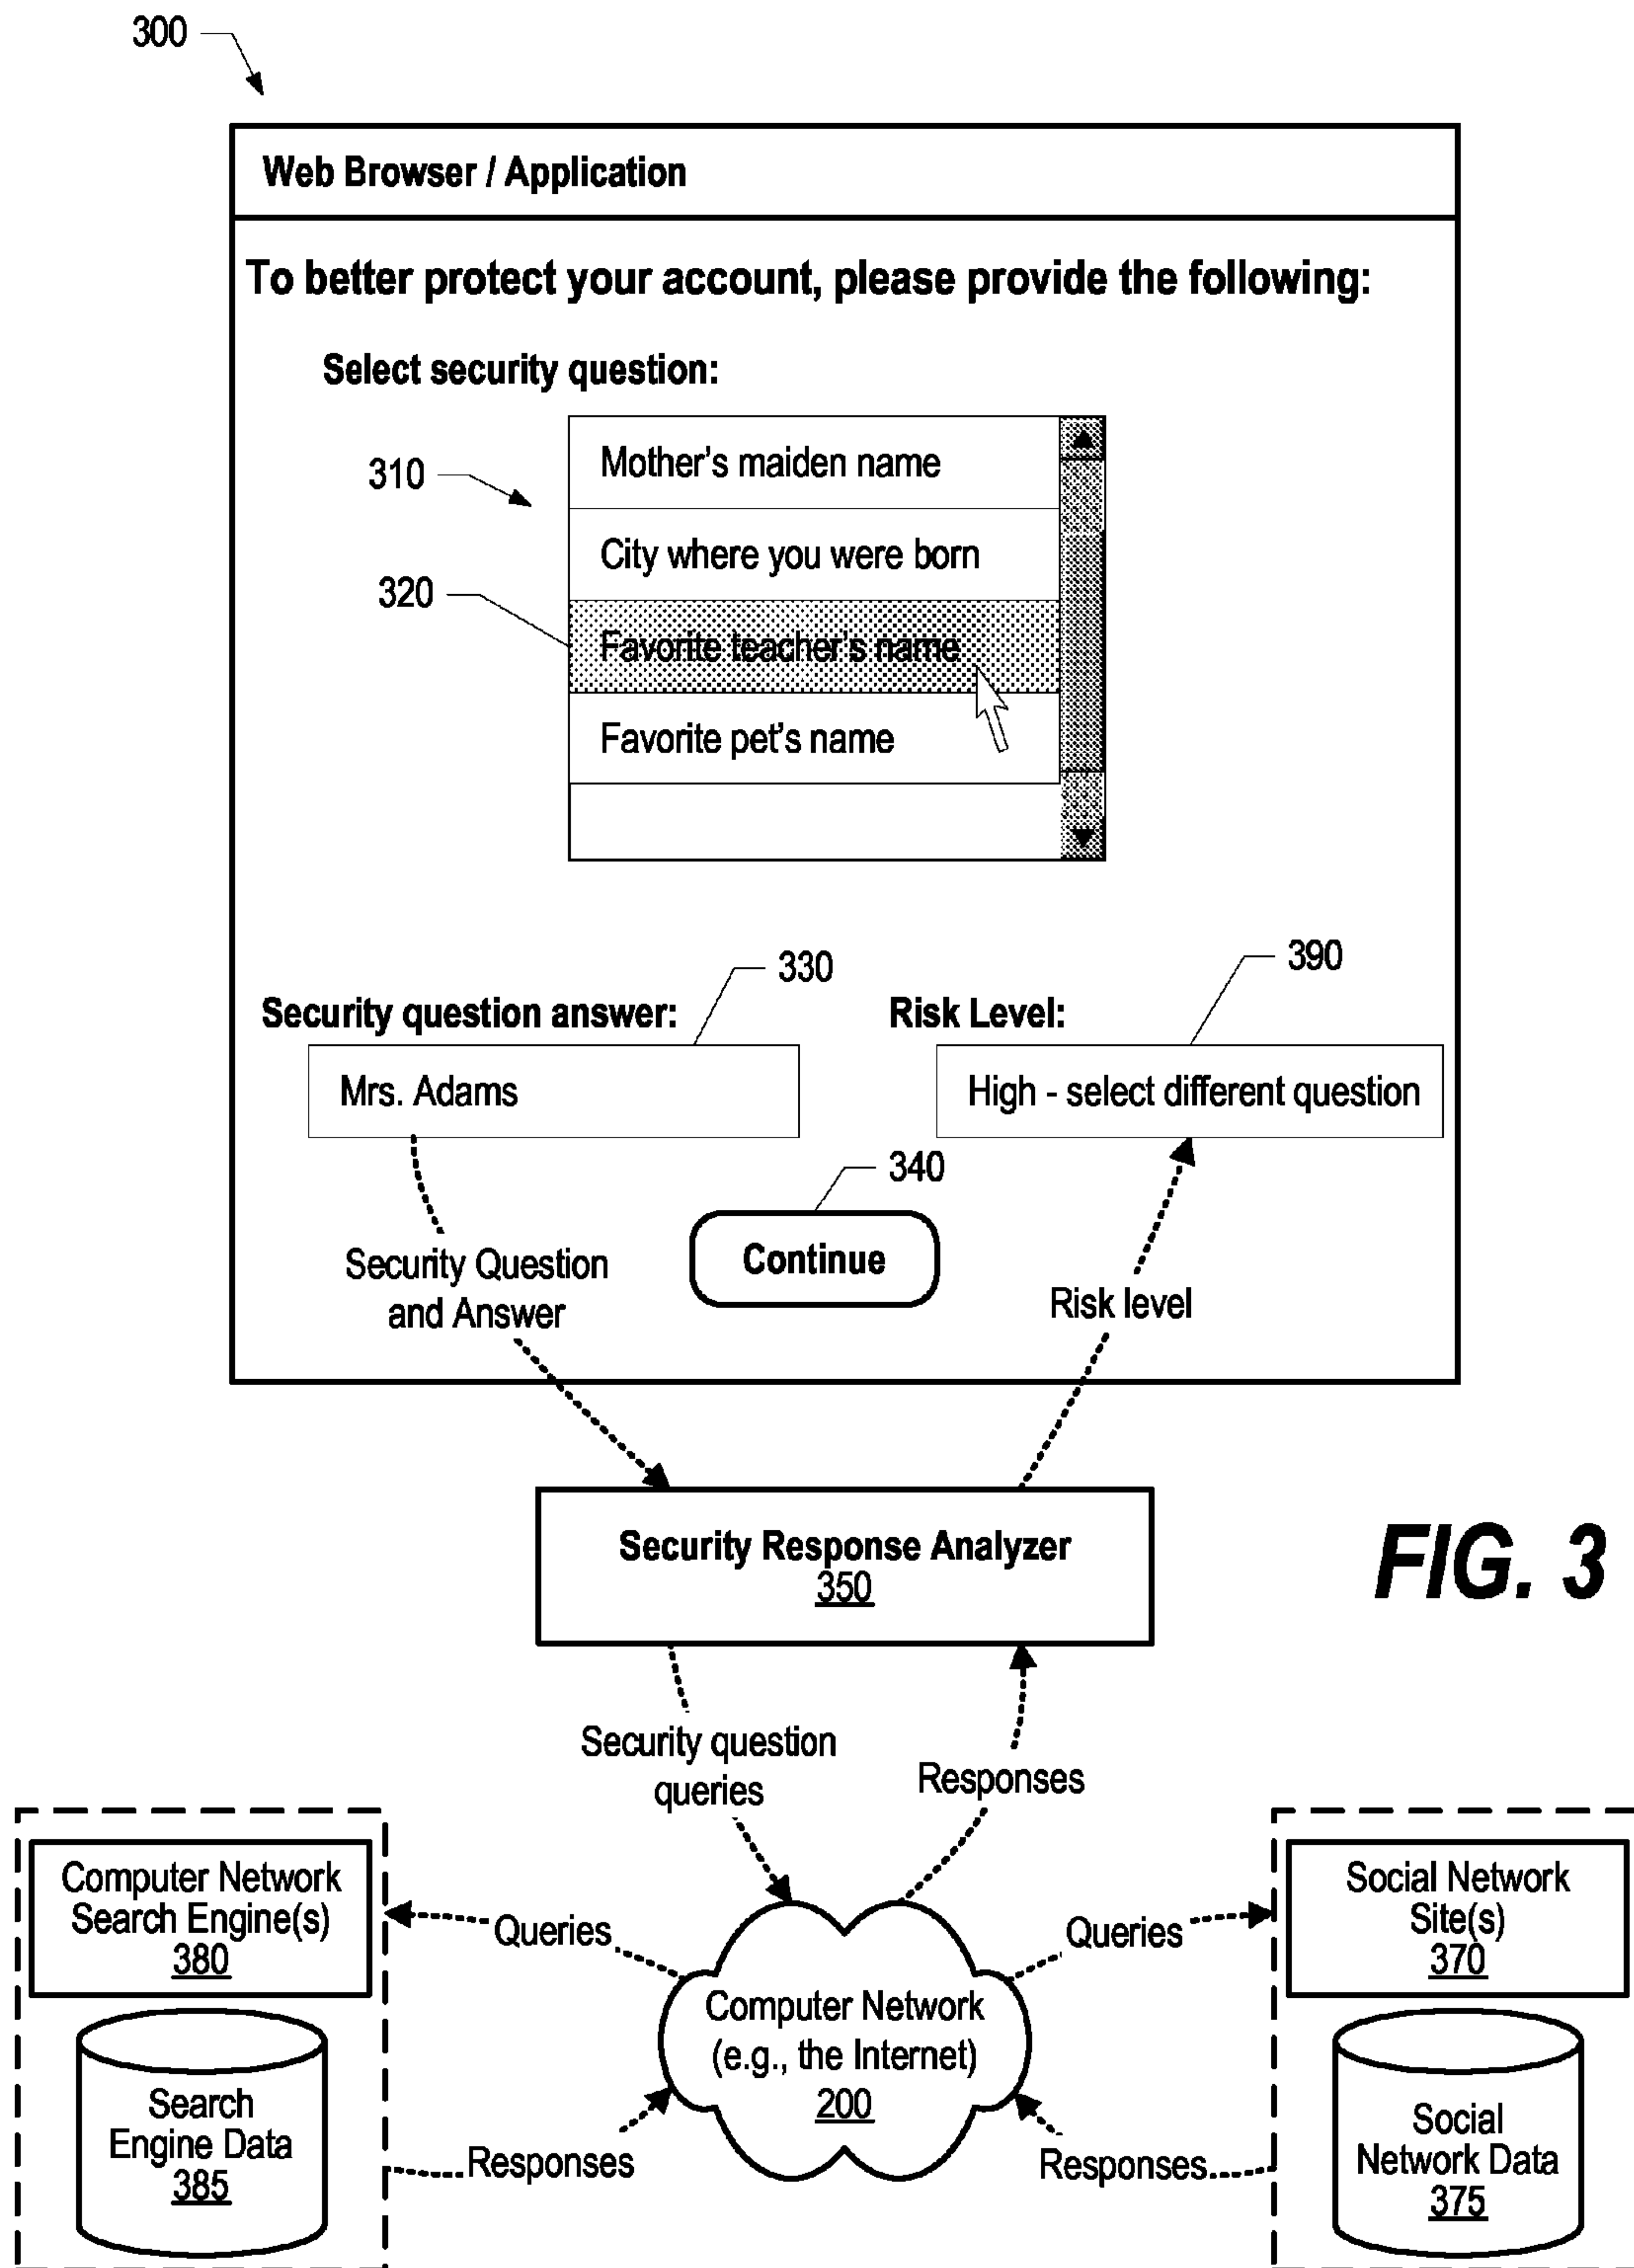 300
Web Browser / Application
To better protect your account, please provide the following:
Select security question:
310
Mother's maiden name
City where you were born
320
Favorite teacher's name
Favorite pet's name
330
390
Security question answer:
Risk Level:
Mrs. Adams
High - select different question
340
Continue
Security Question
and Answer
Risk level
Security Response Analyzer
350
FIG. 3
Security question
queries
Responses
Computer Network
Search Engine(s)
380
Queries
Queries
Social Network
Site(s)
370
Computer Network
(e.g., the Internet)
200
Search
Engine Data
385
Responses
Responses
Social
Network Data
375